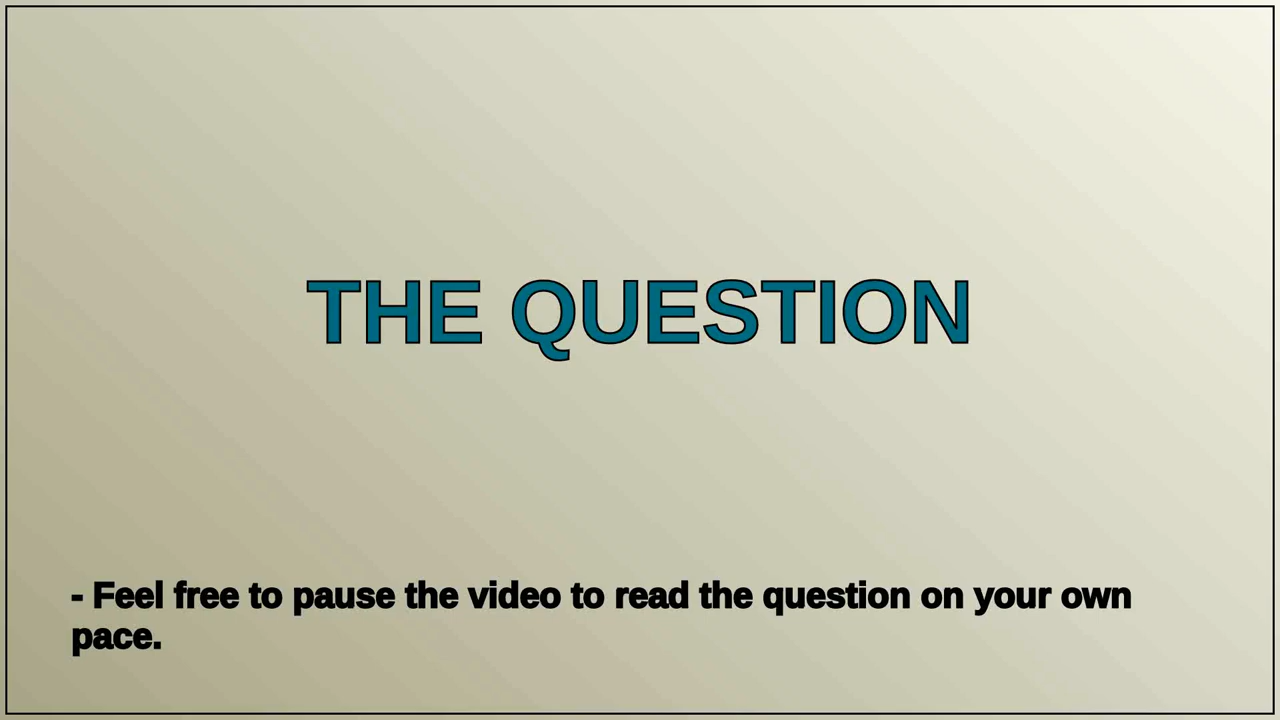 THE QUESTION
- Feel free to pause the video to read the question on your own
pace.